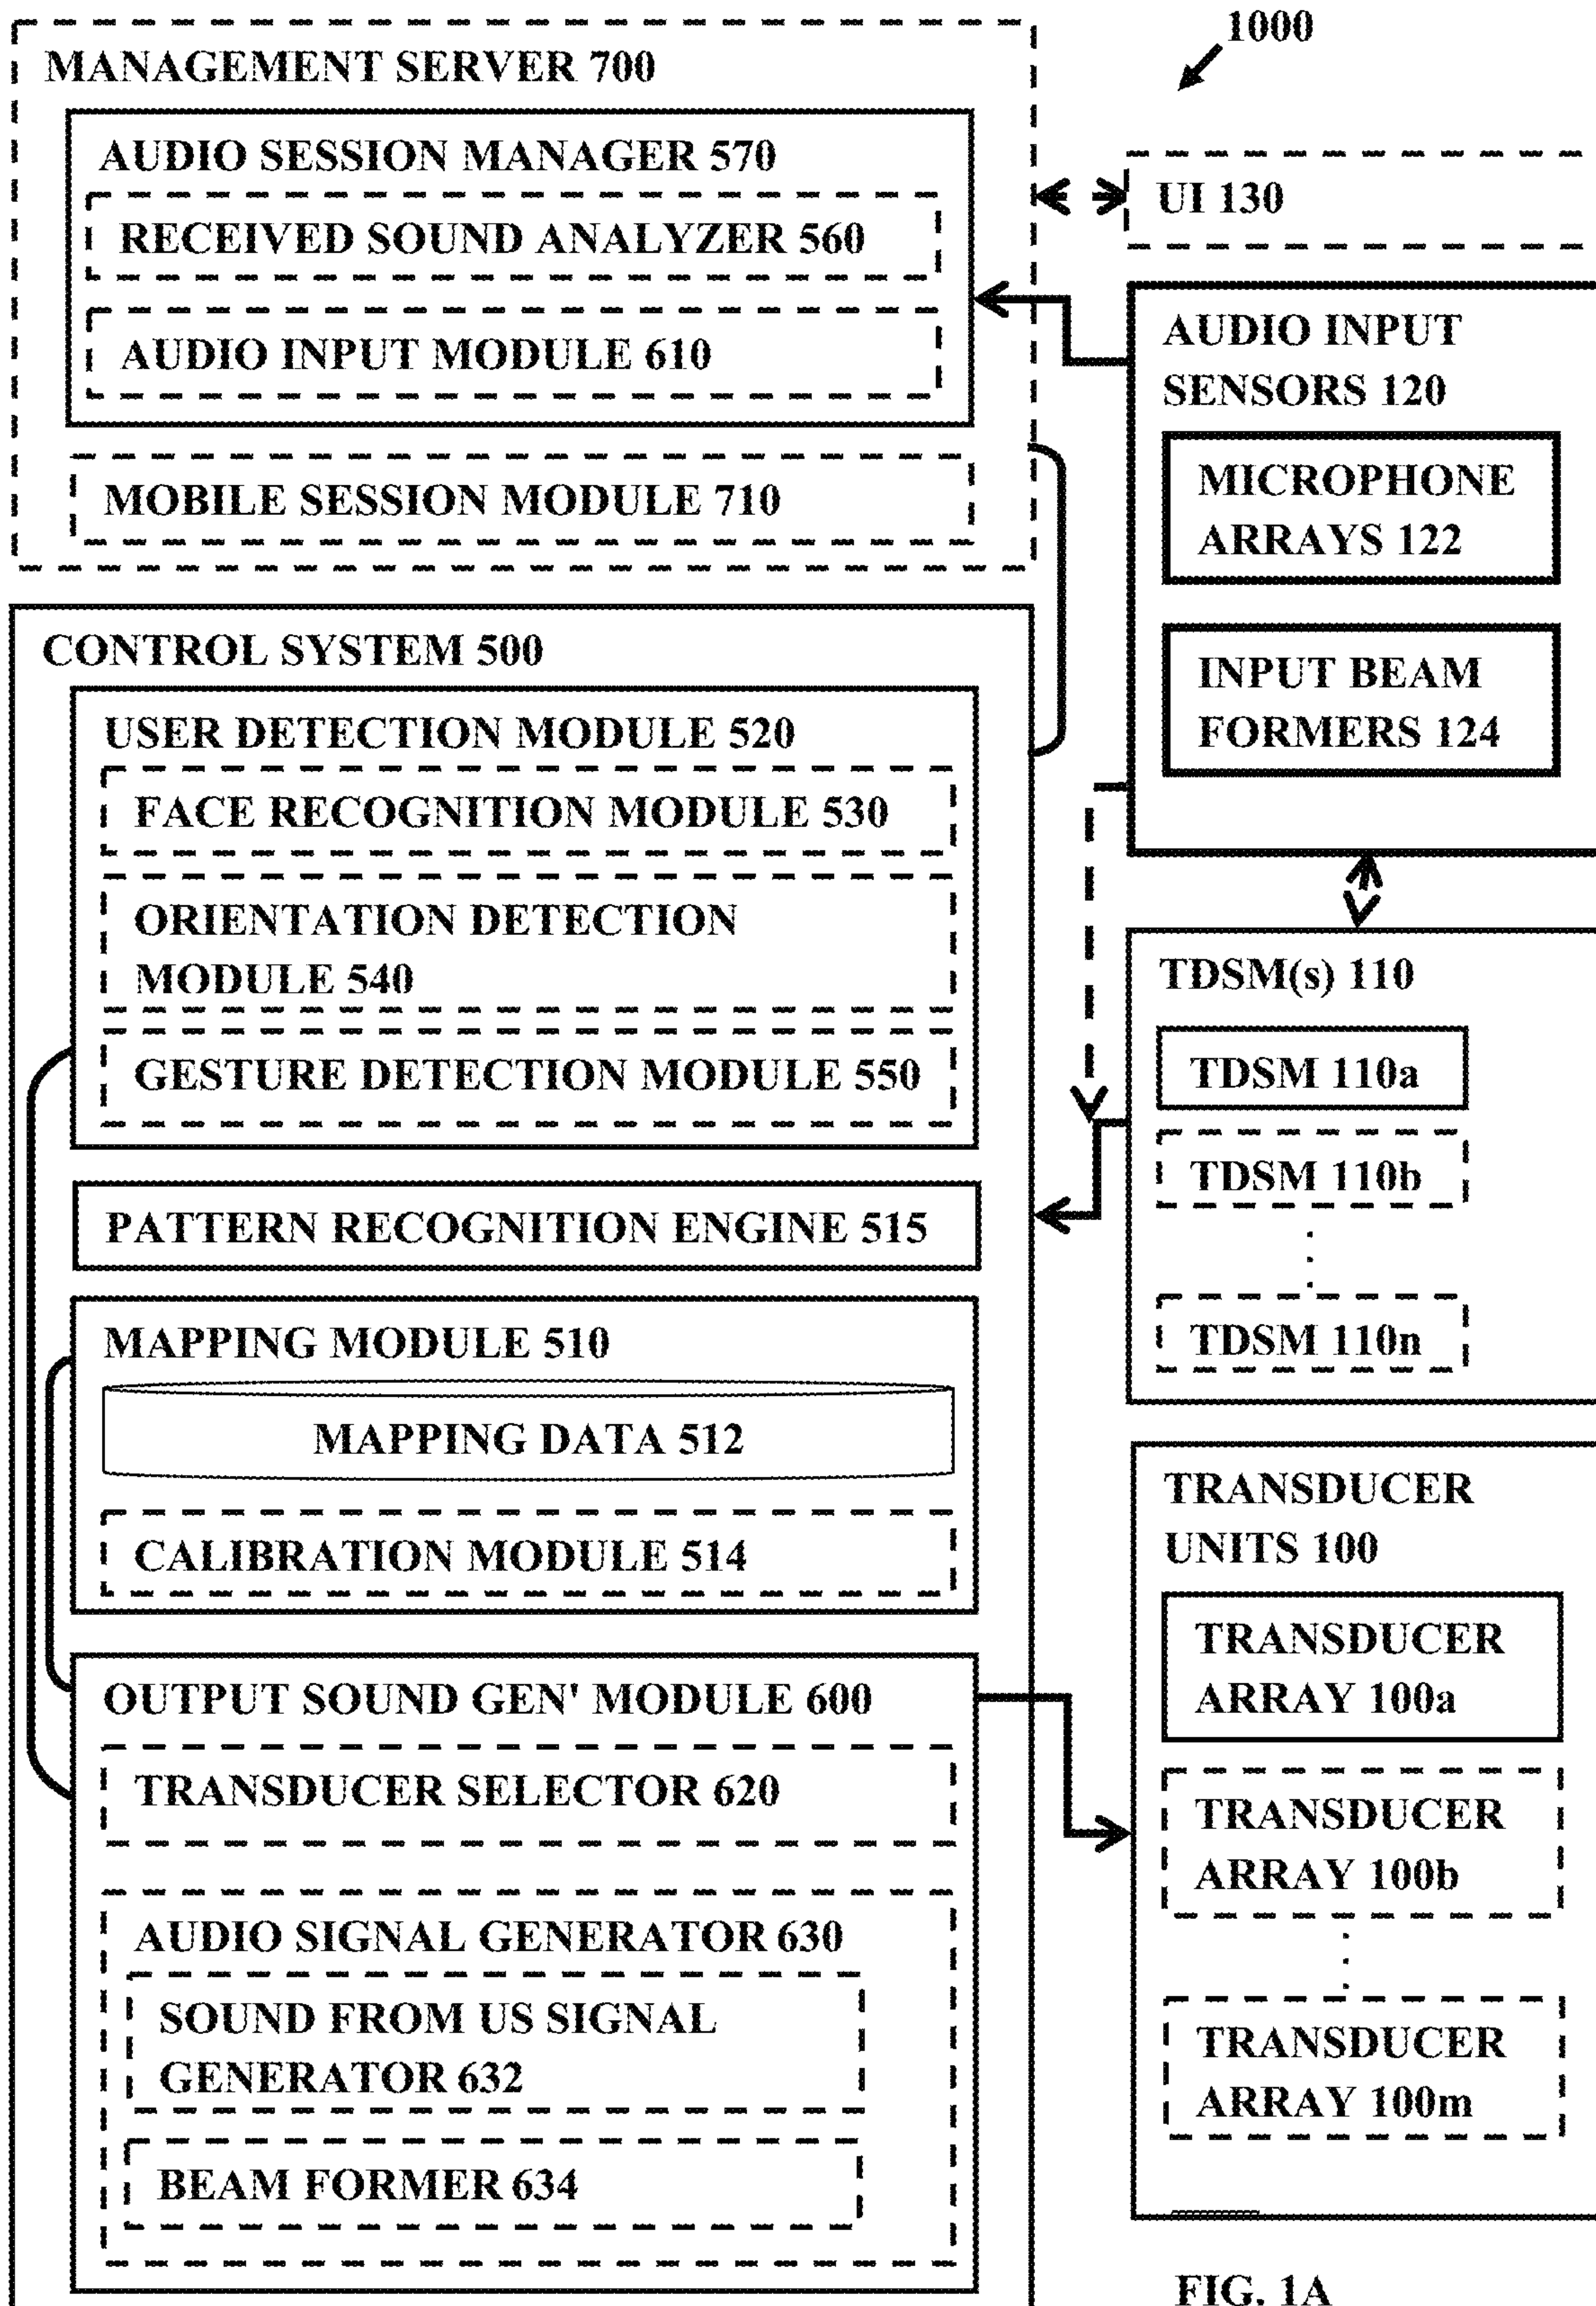 1000
MANAGEMENT SERVER 700
AUDIO SESSION MANAGER 570
RECEIVED SOUND ANALYZER 560
AUDIO INPUT MODULE 610
MOBILE SESSION MODULE 710
UI 130
AUDIO INPUT
SENSORS 120
MICROPHONE
ARRAYS 122
INPUT BEAM
FORMERS 124
CONTROL SYSTEM 500
USER DETECTION MODULE 520
FACE RECOGNITION MODULE 530
ORIENTATION DETECTION
MODULE 540
GESTURE DETECTION MODULE 550
PATTERN RECOGNITION ENGINE 515
MAPPING MODULE 510
MAPPING DATA 512
CALIBRATION MODULE 514
OUTPUT SOUND GEN' MODULE 600
TRANSDUCER SELECTOR 620
AUDIO SIGNAL GENERATOR 630
SOUND FROM US SIGNAL
GENERATOR 632
BEAM FORMER 634
TDSM(s) 110
TDSM 110a
TDSM 110b
TDSM 110n
TRANSDUCER
UNITS 100
TRANSDUCER
ARRAY 100a
TRANSDUCER
ARRAY 100b
TRANSDUCER
ARRAY 100m
FIG. 1A